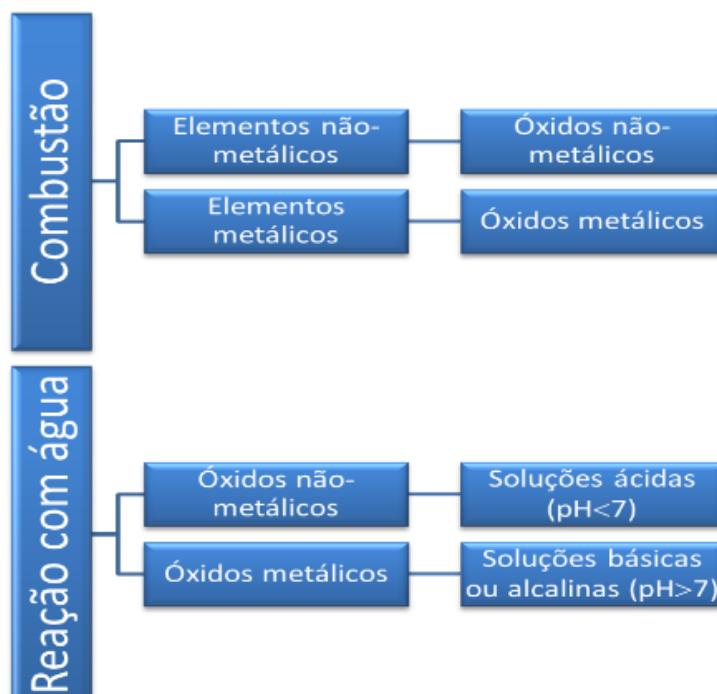 Combustão
Elementos não-
metálicos
Óxidos não-
metálicos
Elementos
metálicos
Óxidos metálicos
Reação com água
Óxidos não-
metálicos
Soluções ácidas
(pH<7)
Óxidos metálicos
Soluções básicas
ou alcalinas (pH>7)